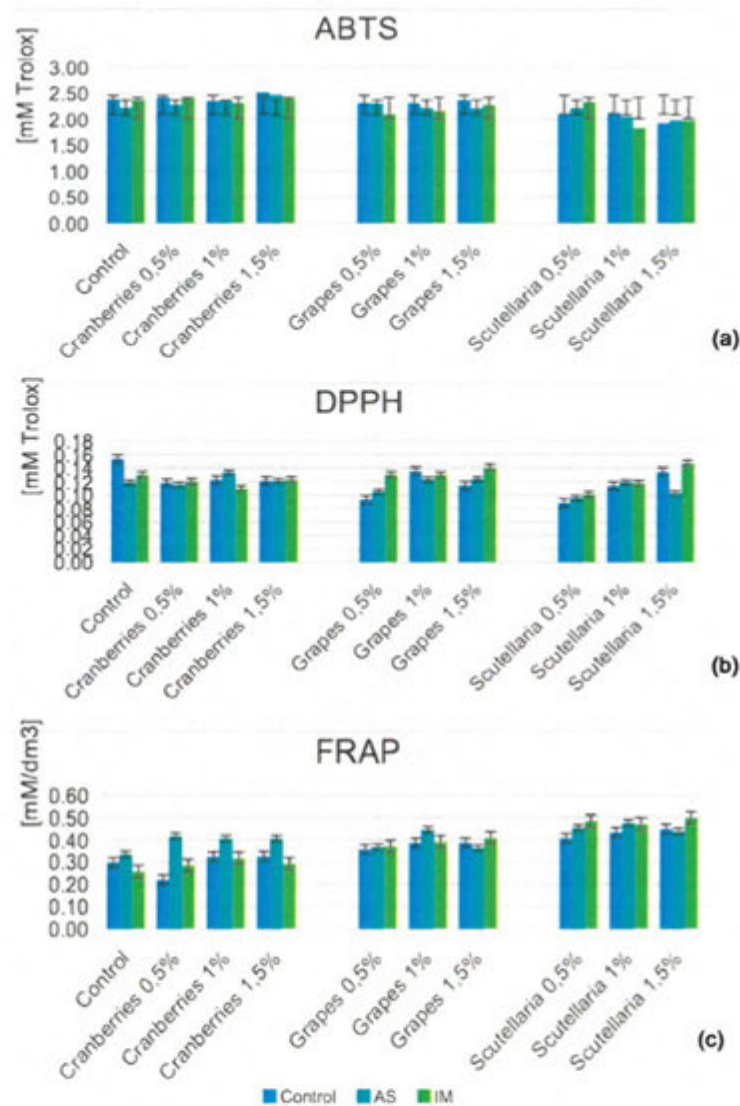 ABTS
[mM Trolox]
3.00
2.50
2.00
1.50
1.00
0.50
0.00
Control
Cranberries 0,5%
Cranberries 1%
Cranberries 1,5%
Grapes 0,5%
Grapes 1%
Grapes 1,5%
Scutellaria 0,5%
Scutellaria 1%
Scutellaria 1,5%
(a)
DPPH
[mM Trolox]
0.18
0.16
0.14
0.12
0.10
0.08
0.06
0.04
0.02
0.00
Control
Cranberries 0,5%
Cranberries 1%
Cranberries 1,5%
Grapes 0,5%
Grapes 1%
Grapes 1,5%
Scutellaria 0,5%
Scutellaria 1%
Scutellaria 1,5%
(b)
FRAP
[mM/drm3]
0.60
0.50
0.40
0.30
0.20
0.10
0.00
Control
Cranberries 0,5%
Cranberries 1%
Cranberries 1,5%
Grapes 0,5%
Grapes 1%
Grapes 1,5%
Scutellaria 0,5%
Scutellaria 1%
Scutellaria 1,5%
(c)
Control AS IM